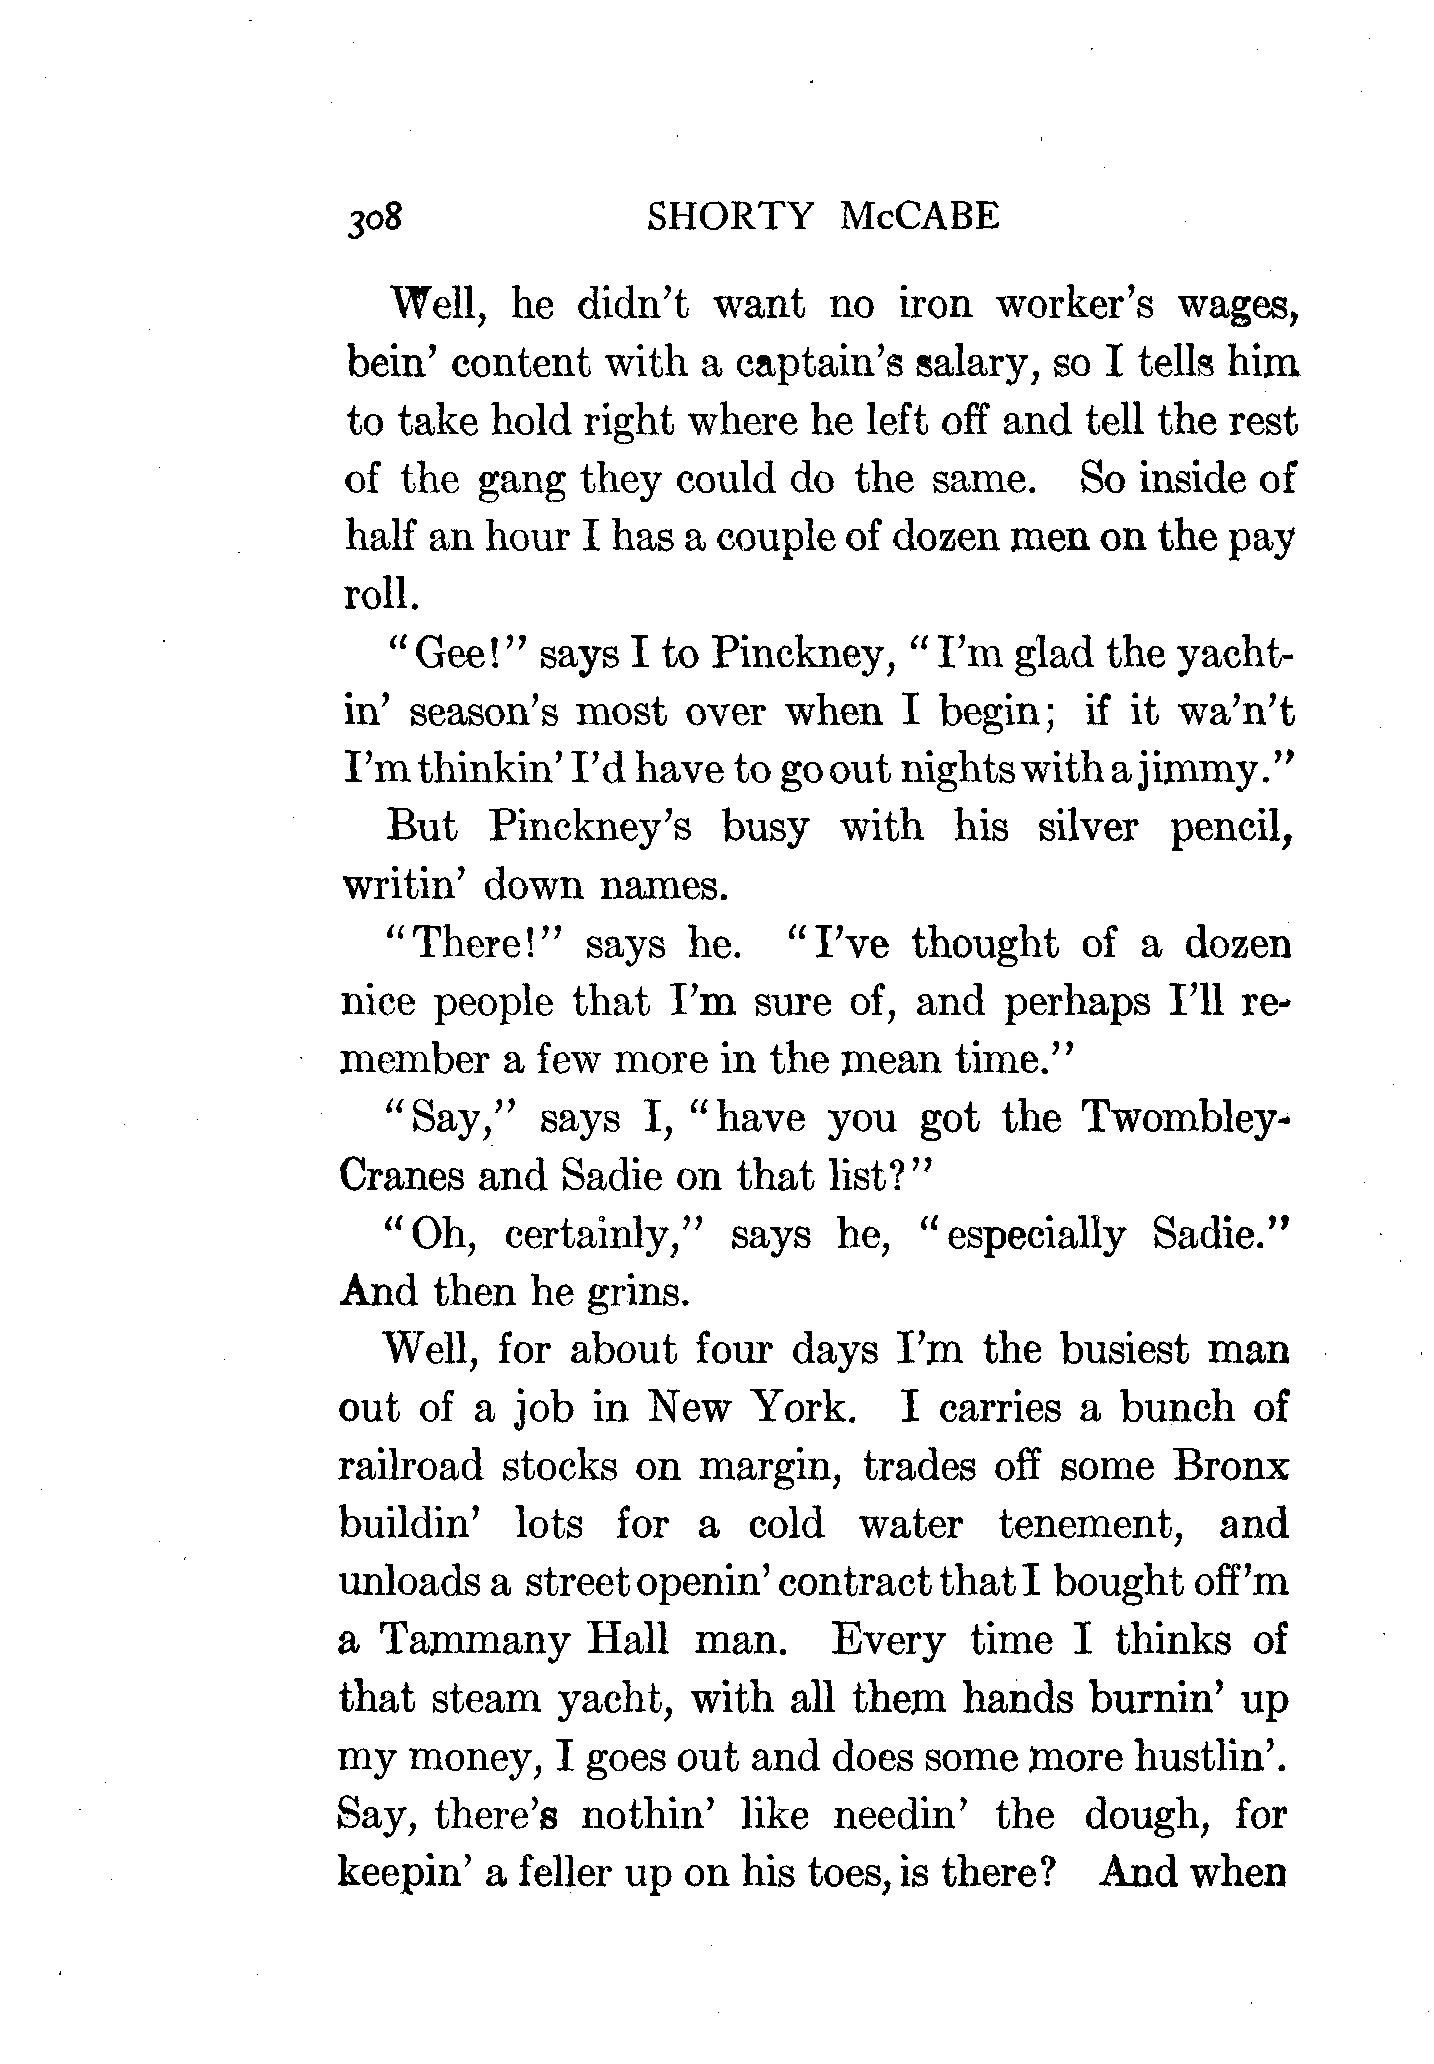 308 SHORTY McCABE
Well, he didn't want no iron worker's wages,
bein' content with a captain's salary, so I tells him
to take hold right where he left off and tell the rest
of the gang they could do the same. So inside of
half an hour I has a couple of dozen men on the pay
roll.
"Gee!" says I to Pinckney, "I'm glad the yacht-
in' season's most over when I begin; if it wa'n't
I'm thinkin' I'd have to go out nights with a jimmy."
But Pinckney's busy with his silver pencil,
writin' down names.
"There!" says he. "I've thought of a dozen
nice people that I'm sure of, and perhaps I'll re-
member a few more in the mean time."
"Say," says I, "have you got the Twombley-
Cranes and Sadie on that list?"
"Oh, certainly," says he, "especially Sadie."
And then he grins.
Well, for about four days I'm the busiest man
out of a job in New York. I carries a bunch of
railroad stocks on margin, trades off some Bronx
buildin' lots for a cold water tenement, and
unloads a street openin' contract that I bought off'm
a Tammany Hall man. Every time I thinks of
that steam yacht, with all them hands burnin' up
my money, I goes out and does some more hustlin'.
Say, there's nothin' like needin' the dough, for
keepin' a feller up on his toes, is there? And when